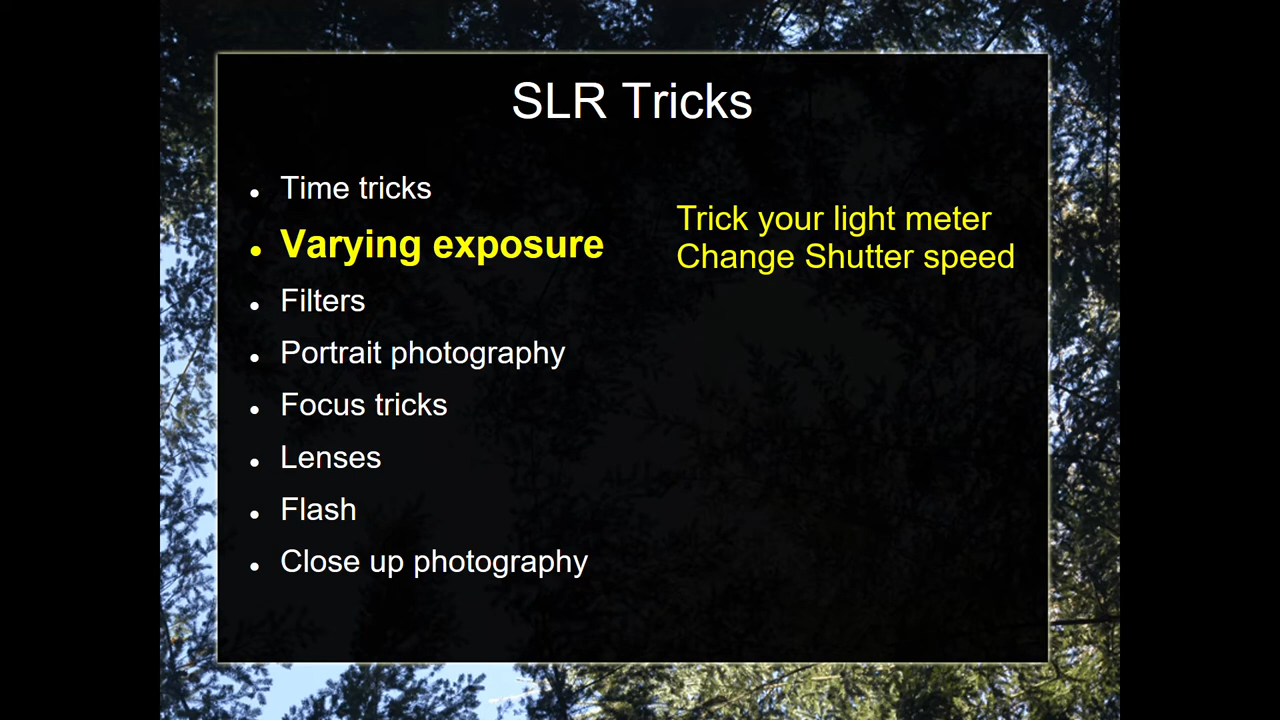 SLR Tricks
Time tricks
Varying exposure
Filters
Portrait photography
Focus tricks
Lenses
Flash
Close up photography
Trick your light meter
Change Shutter speed